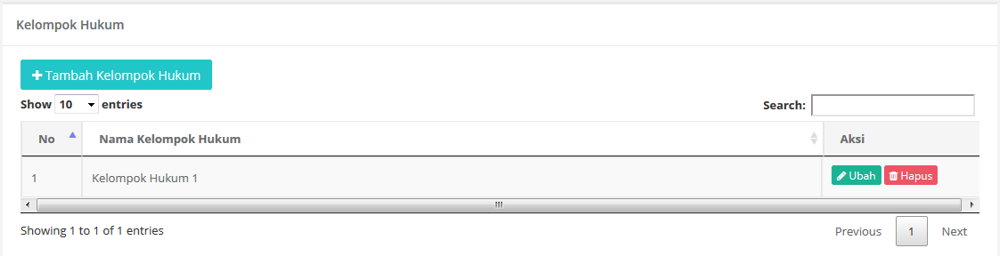 Kelompok Hukum
Tambah Kelompok Hukum
Show 10 entries
Search:
No Nama Kelompok Hukum Aksi
1 Kelompok Hukum 1 Ubah Hapus
Showing 1 to 1 of 1 entries
Previous 1 Next